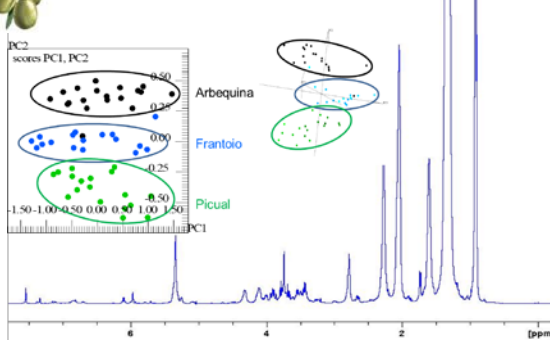 PC2
scores PC1, PC2
0.50
0.25
0.00
-0.25
-0.50
-1.50 -1.00 -0.50 0.00 0.50 1.00 1.50
PC1
Arbequina
Frantoio
Picual
6 4 2 [ppm